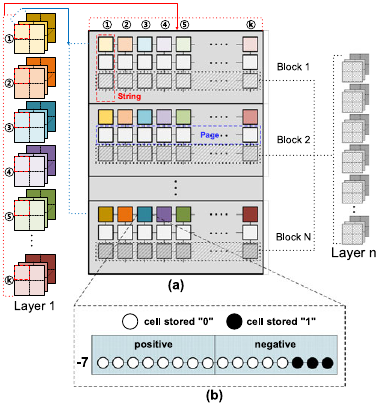 ① ② ③ ④ ⑤ ⓚ
① 
② 
③ 
④ 
⑤ 
ⓚ
Layer 1
String
Page
Block 1
Block 2
Block N
Layer n
(a)
cell stored "0" cell stored "1"
positive negative
-7
(b)